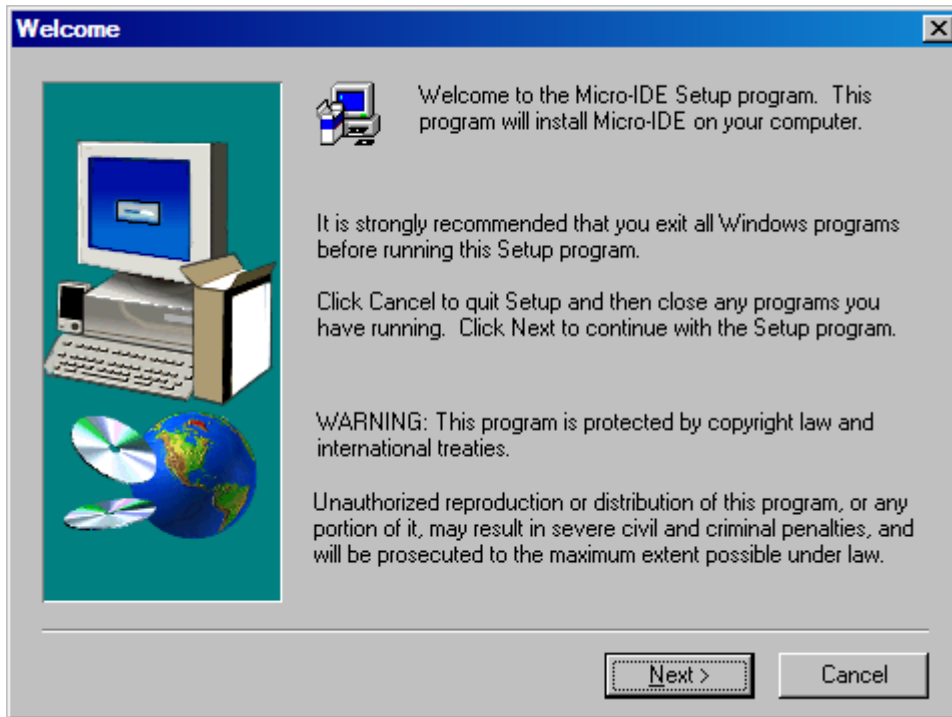 Welcome
Welcome to the Micro-IDE Setup program.  This
program will install Micro-IDE on your computer.
It is strongly recommended that you exit all Windows programs
before running this Setup program.
Click Cancel to quit Setup and then close any programs you
have running.  Click Next to continue with the Setup program.
WARNING: This program is protected by copyright law and
international treaties.
Unauthorized reproduction or distribution of this program, or any
portion of it, may result in severe civil and criminal penalties, and
will be prosecuted to the maximum extent possible under law.
Next > Cancel